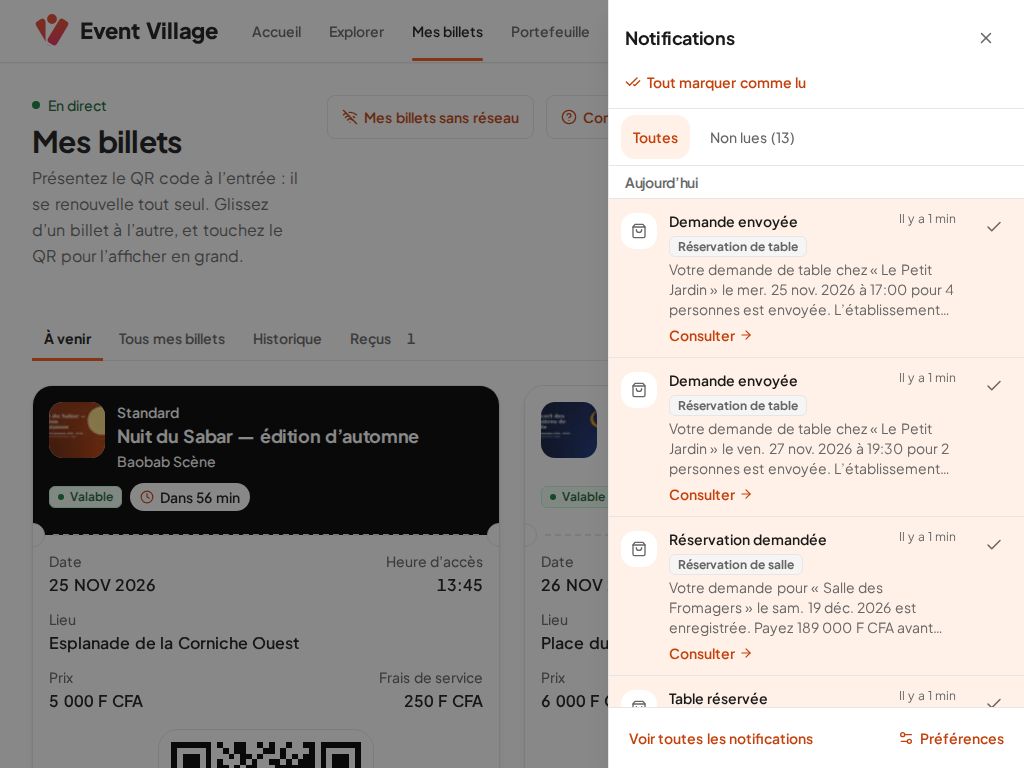 Event Village
Accueil
Explorer
Mes billets
Portefeuille
En direct
Mes billets
Présentez le QR code à l’entrée : il
se renouvelle tout seul. Glissez
d’un billet à l’autre, et touchez le
QR pour l’afficher en grand.
Mes billets sans réseau
À venir
Tous mes billets
Historique
Reçus 1
Standard
Nuit du Sabar — édition d’automne
Baobab Scène
Valable
Dans 56 min
Date
Heure d’accès
25 NOV 2026
13:45
Lieu
Esplanade de la Corniche Ouest
Prix
Frais de service
5 000 F CFA
250 F CFA
Valable
Date
26 NOV
Lieu
Place du
Prix
6 000 F
Notifications
Tout marquer comme lu
Toutes
Non lues (13)
Aujourd’hui
Demande envoyée
Il y a 1 min
Réservation de table
Votre demande de table chez « Le Petit
Jardin » le mer. 25 nov. 2026 à 17:00 pour 4
personnes est envoyée. L’établissement…
Consulter
Demande envoyée
Il y a 1 min
Réservation de table
Votre demande de table chez « Le Petit
Jardin » le ven. 27 nov. 2026 à 19:30 pour 2
personnes est envoyée. L’établissement…
Consulter
Réservation demandée
Il y a 1 min
Réservation de salle
Votre demande pour « Salle des
Fromagers » le sam. 19 déc. 2026 est
enregistrée. Payez 189 000 F CFA avant…
Consulter
Table réservée
Il y a 1 min
Voir toutes les notifications
Préférences